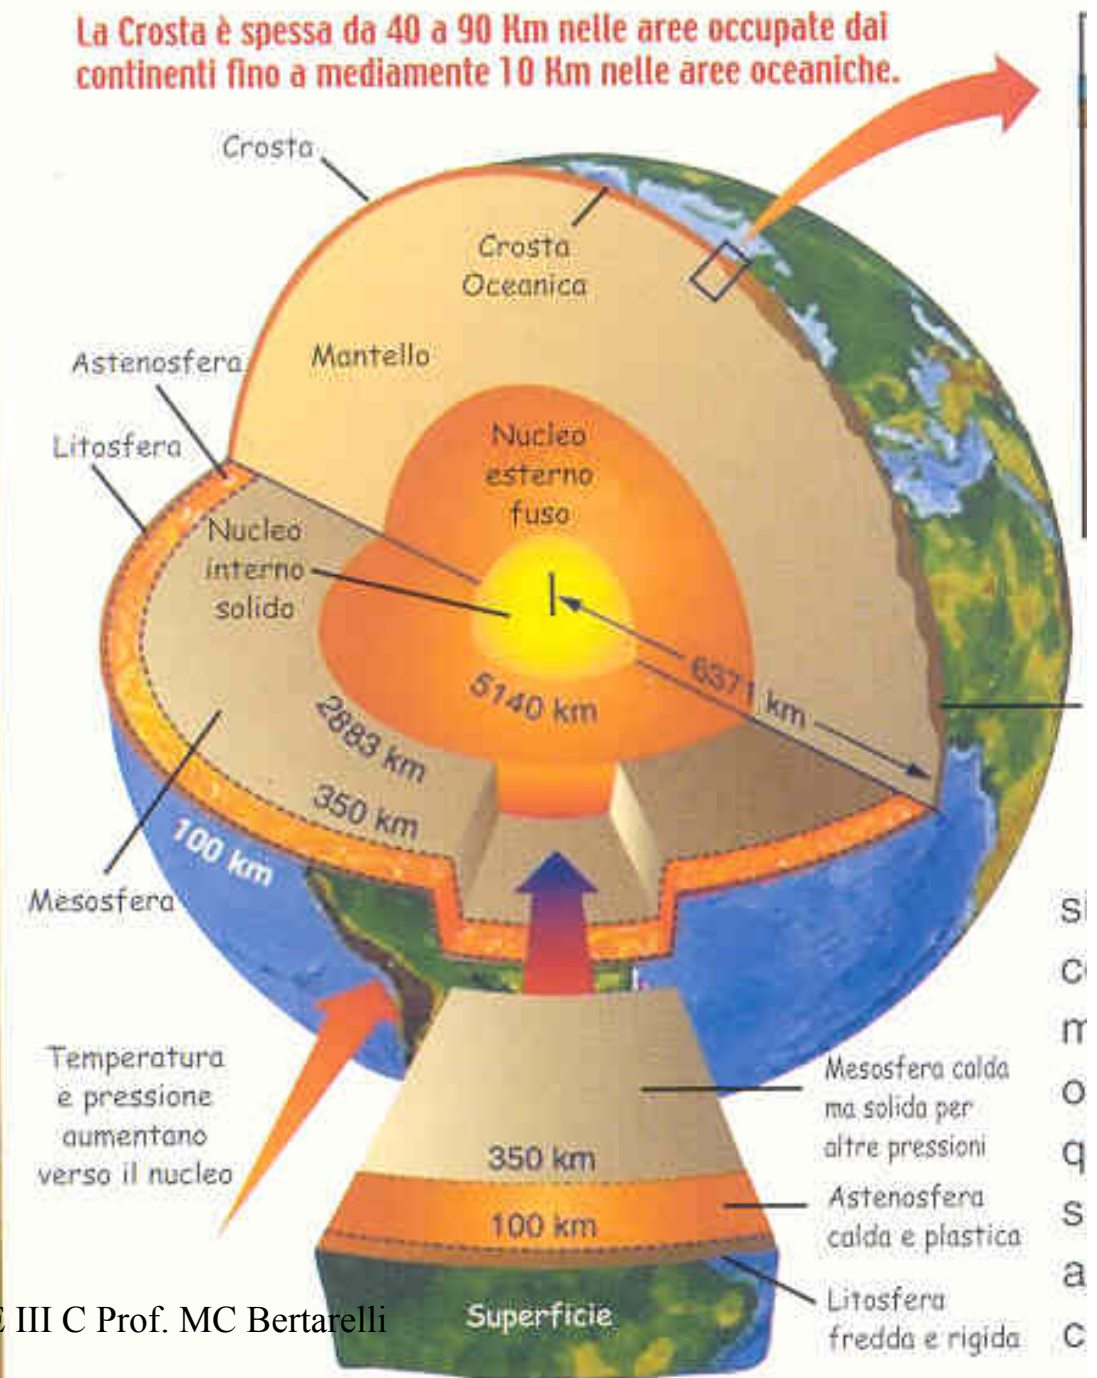 La Crosta è spessa da 40 a 90 Km nelle aree occupate dai
continenti fino a mediamente 10 Km nelle aree oceaniche.
Crosta
Crosta
Oceanica
Astenosfera
Mantello
Litosfera
Nucleo
esterno
fuso
Nucleo
interno
solido
6371 km
5140 km
2883 km
350 km
100 km
Mesosfera
Temperatura
e pressione
aumentano
verso il nucleo
Mesosfera calda
ma solida per
altre pressioni
350 km
Astenosfera
calda e plastica
100 km
Litosfera
fredda e rigida
Superficie
III C Prof. MC Bertarelli